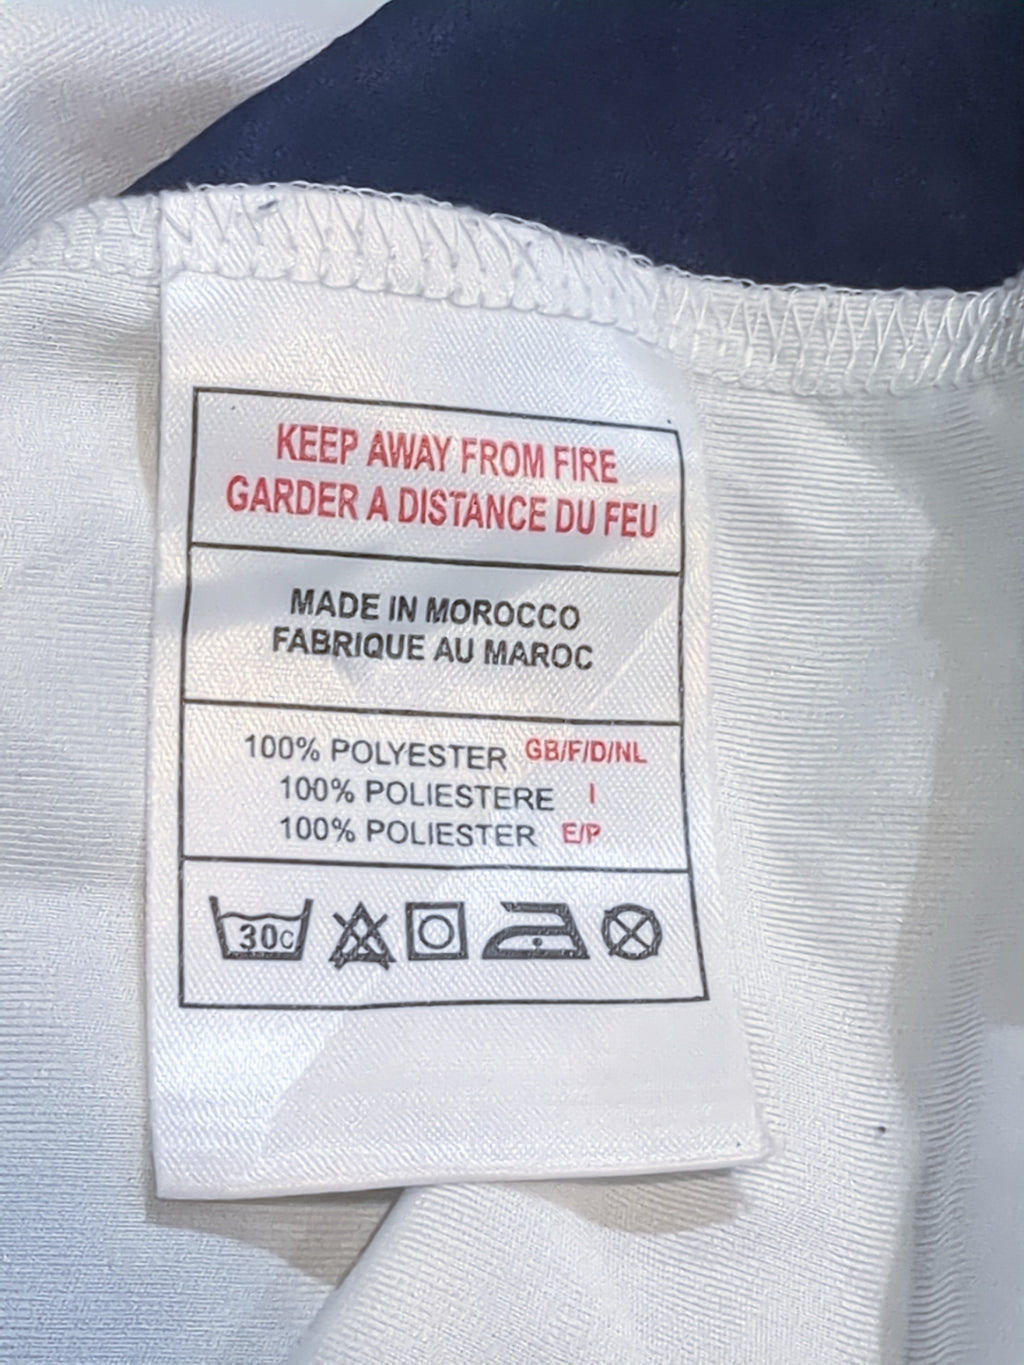 KEEP AWAY FROM FIRE
GARDER A DISTANCE DU FEU
MADE IN MOROCCO
FABRIQUE AU MAROC
100% POLYESTER GB/F/D/NL
100% POLIESTERE I
100% POLIESTER E/P
30C